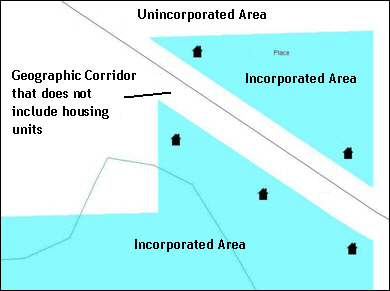 Unincorporated Area
Place
Incorporated Area
Geographic Corridor
that does not
include housing
units
Incorporated Area